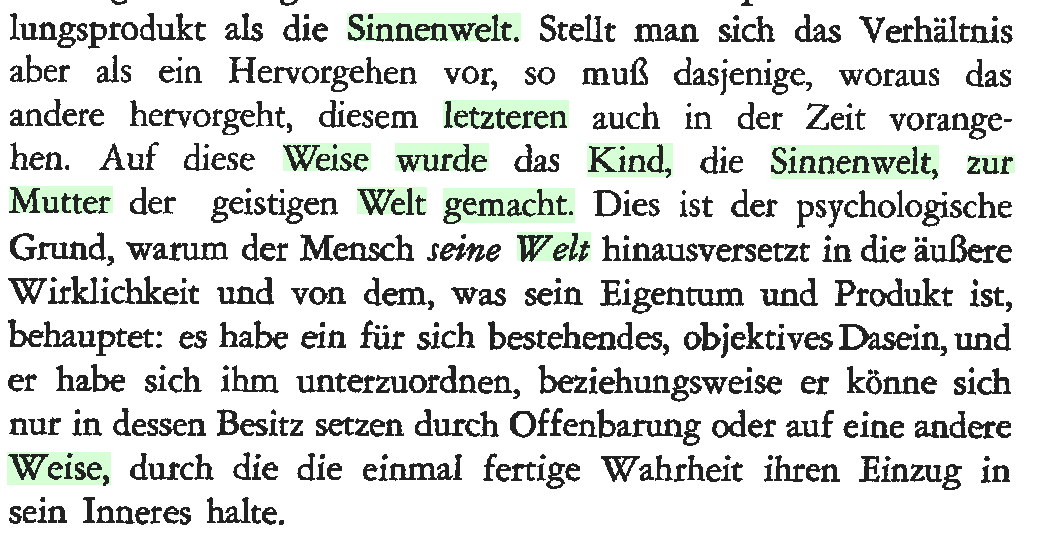 lungsprodukt als die Sinnenwelt. Stellt man sich das Verhältnis
aber als ein Hervorgehen vor, so muß dasjenige, woraus das
andere hervorgeht, diesem letzteren auch in der Zeit vorange-
hen. Auf diese Weise wurde das Kind, die Sinnenwelt, zur
Mutter der geistigen Welt gemacht. Dies ist der psychologische
Grund, warum der Mensch seine Welt hinausversetzt in die äußere
Wirklichkeit und von dem, was sein Eigentum und Produkt ist,
behauptet: es habe ein für sich bestehendes, objektives Dasein, und
er habe sich ihm unterzuordnen, beziehungsweise er könne sich
nur in dessen Besitz setzen durch Offenbarung oder auf eine andere
Weise, durch die die einmal fertige Wahrheit ihren Einzug in
sein Inneres halte.